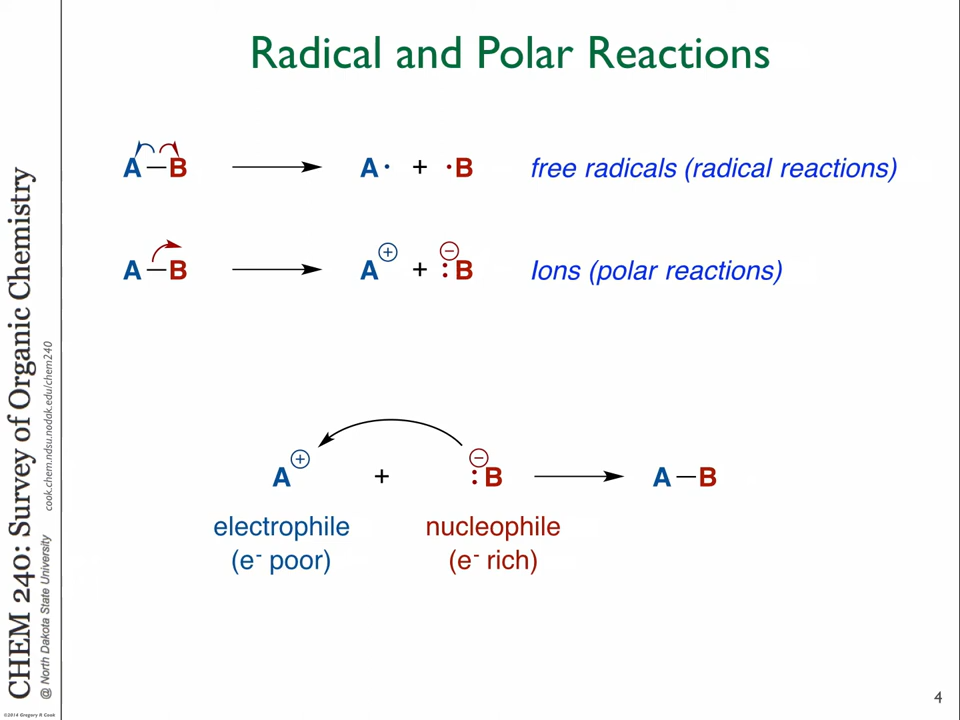 Radical and Polar Reactions
A — B → A · + · B free radicals (radical reactions)
A — B → A ⊕ + : B ⊖ Ions (polar reactions)
A ⊕ + : B ⊖ → A — B
electrophile nucleophile
(e- poor) (e- rich)
CHEM 240: Survey of Organic Chemistry
@ North Dakota State University cook.chem.ndsu.nodak.edu/chem240
©2014 Gregory R Cook
4